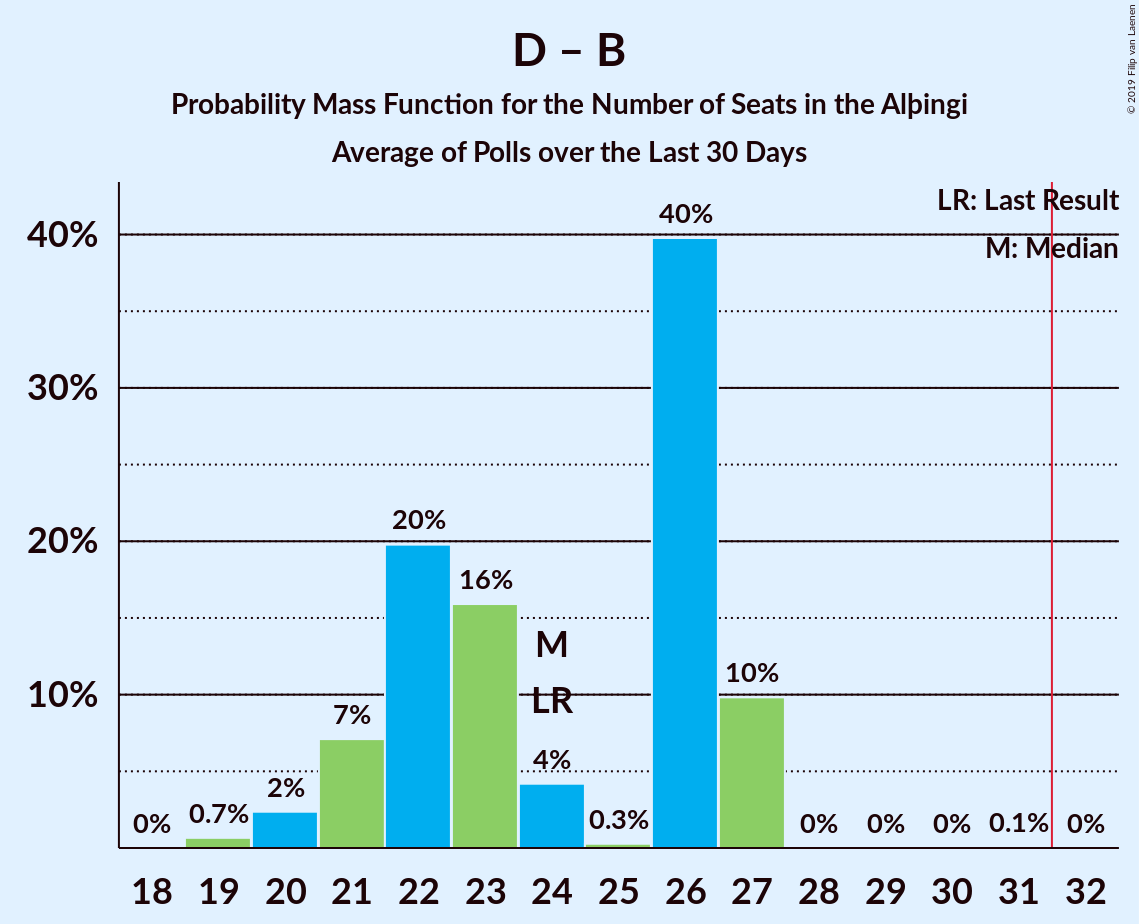 D – B
Probability Mass Function for the Number of Seats in the Alþingi
Average of Polls over the Last 30 Days
© 2019 Filip van Laenen
LR: Last Result
M: Median
40%
30%
20%
10%
0%
0.7%
2%
7%
20%
16%
M
LR
4%
0.3%
40%
10%
0%
0%
0%
0.1%
0%
18 19 20 21 22 23 24 25 26 27 28 29 30 31 32